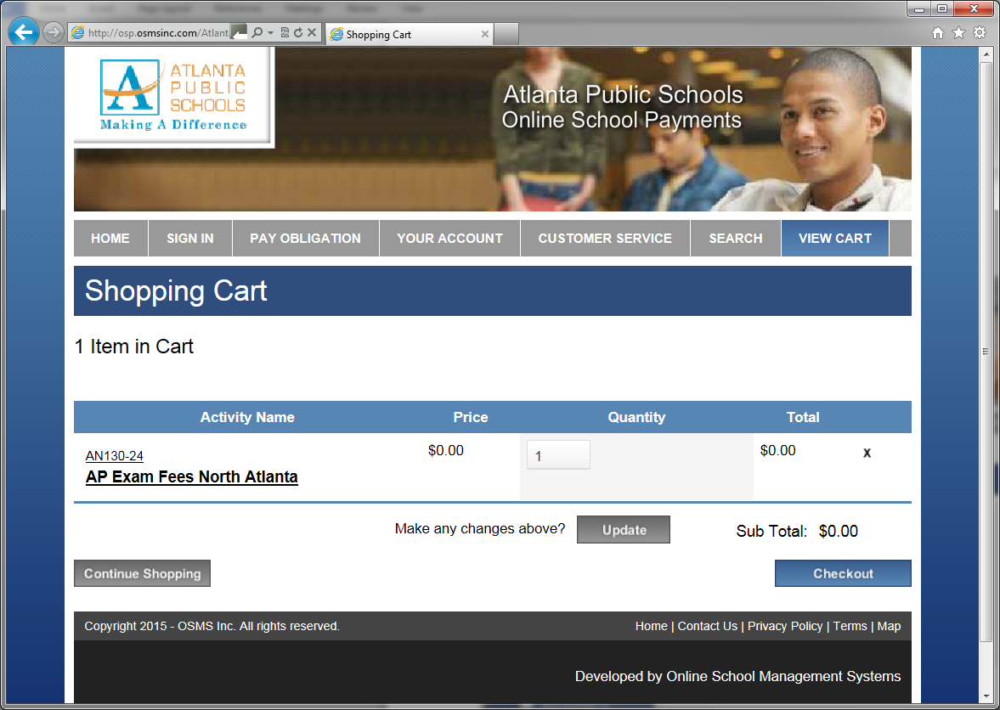 http://osp.osmsinc.com/Atlant
Shopping Cart
ATLANTA
PUBLIC
SCHOOLS
Making A Difference
Atlanta Public Schools
Online School Payments
HOME SIGN IN PAY OBLIGATION YOUR ACCOUNT CUSTOMER SERVICE SEARCH VIEW CART
Shopping Cart
1 Item in Cart
Activity Name Price Quantity Total
AN130-24 $0.00 1 $0.00 X
AP Exam Fees North Atlanta
Make any changes above? Update Sub Total: $0.00
Continue Shopping Checkout
Copyright 2015 - OSMS Inc. All rights reserved. Home | Contact Us | Privacy Policy | Terms | Map
Developed by Online School Management Systems